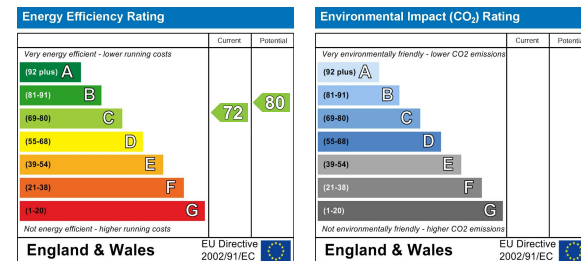 Energy Efficiency Rating
Current Potential
Very energy efficient - lower running costs
(92 plus) A
(81-91) B
(69-80) C
(55-68) D
(39-54) E
(21-38) F
(1-20) G
72
80
Not energy efficient - higher running costs
England & Wales
EU Directive
2002/91/EC
Environmental Impact (CO₂) Rating
Current Potential
Very environmentally friendly - lower CO2 emissions
(92 plus) A
(81-91) B
(69-80) C
(55-68) D
(39-54) E
(21-38) F
(1-20) G
Not environmentally friendly - higher CO2 emissions
England & Wales
EU Directive
2002/91/EC